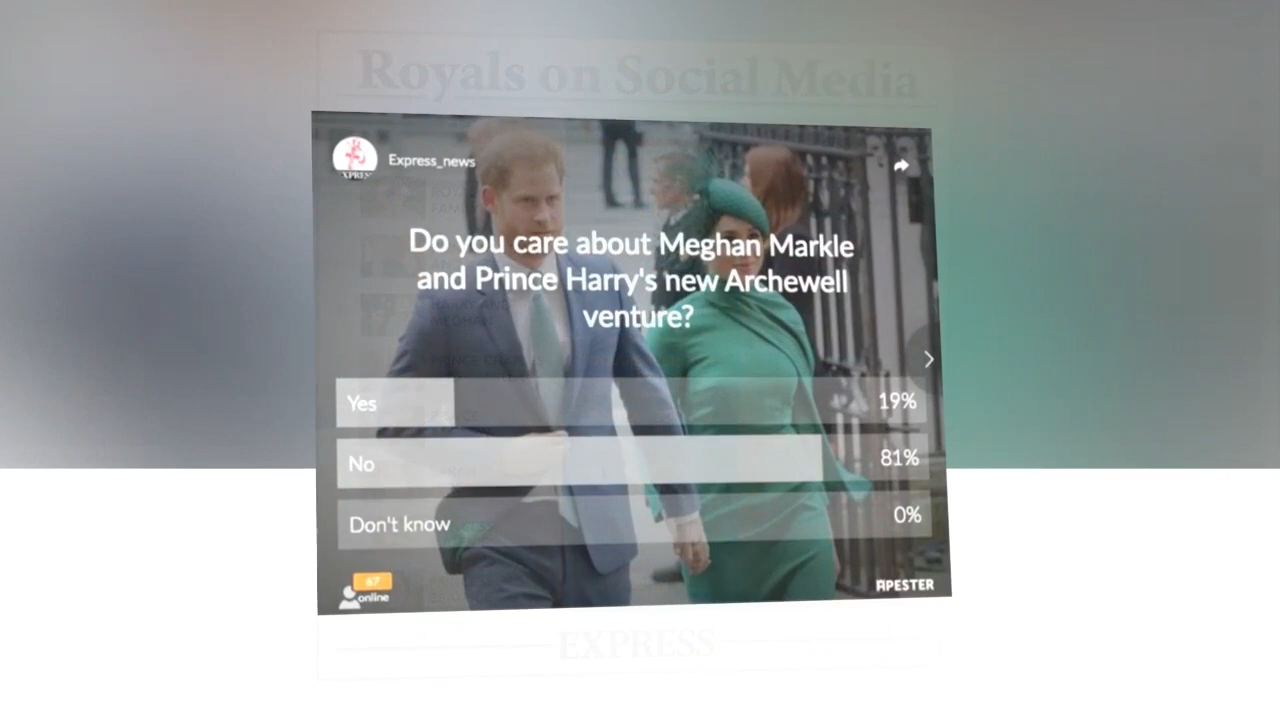 Royals on Social Media
EXPRESS
Express_news
Do you care about Meghan Markle
and Prince Harry's new Archewell
venture?
Yes
19%
No
81%
Don't know
0%
67
online
APESTER
EXPRESS